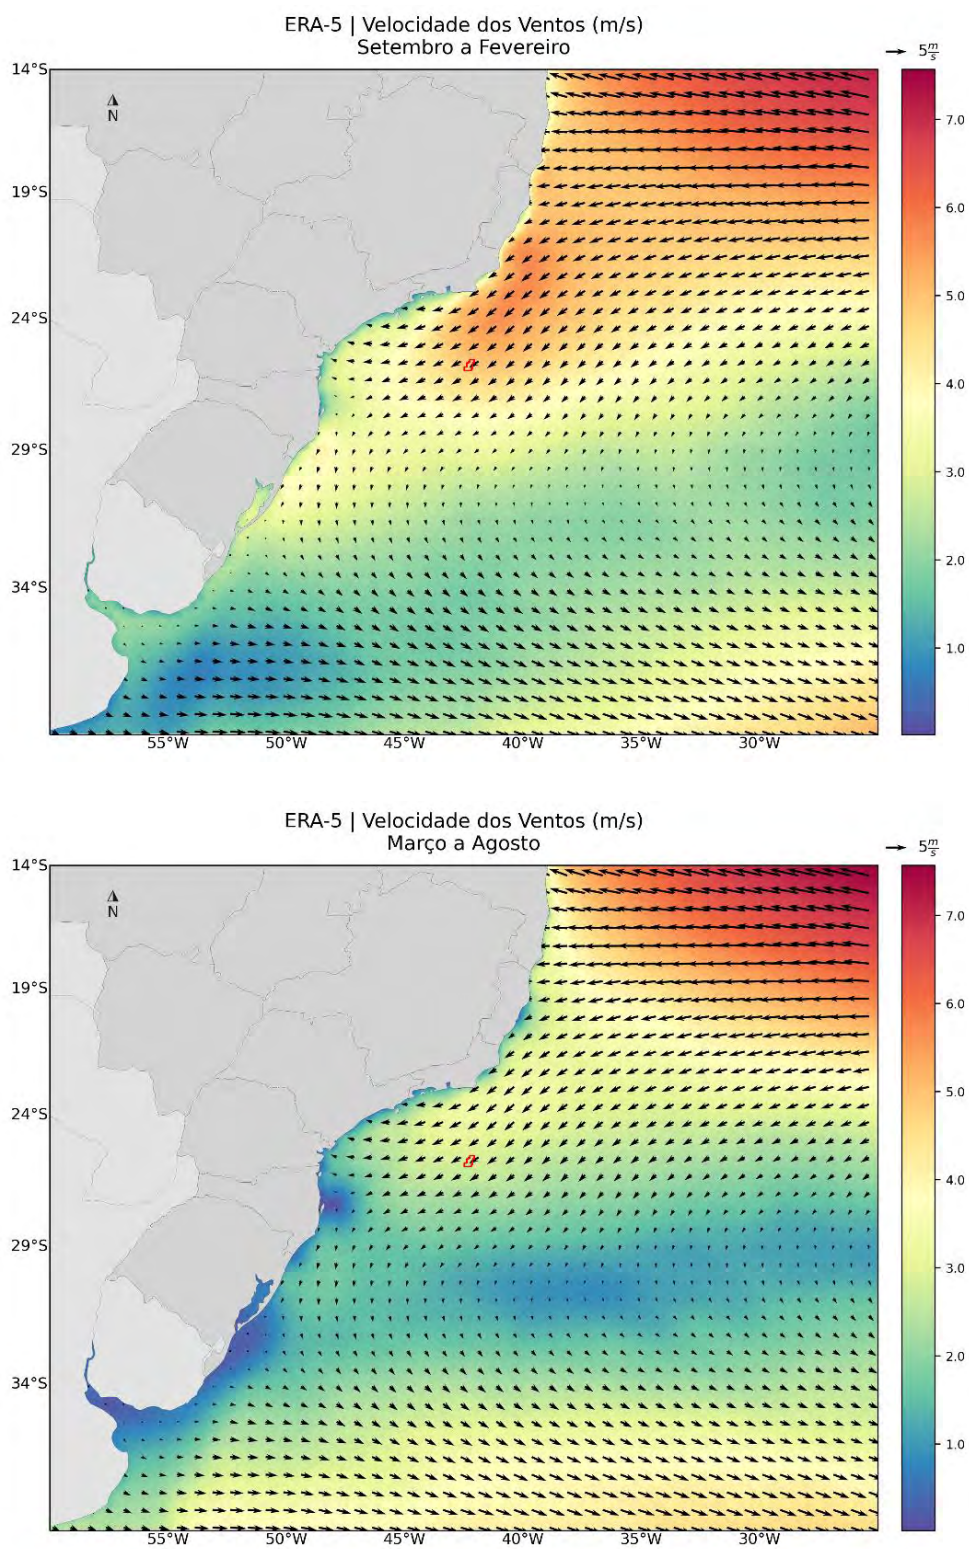 ERA-5 | Velocidade dos Ventos (m/s)
Setembro a Fevereiro
5 m/s
14°S
N
7.0
19°S
6.0
5.0
24°S
4.0
29°S
3.0
2.0
34°S
1.0
55°W 50°W 45°W 40°W 35°W 30°W
ERA-5 | Velocidade dos Ventos (m/s)
Março a Agosto
5 m/s
14°S
N
7.0
19°S
6.0
5.0
24°S
4.0
29°S
3.0
2.0
34°S
1.0
55°W 50°W 45°W 40°W 35°W 30°W